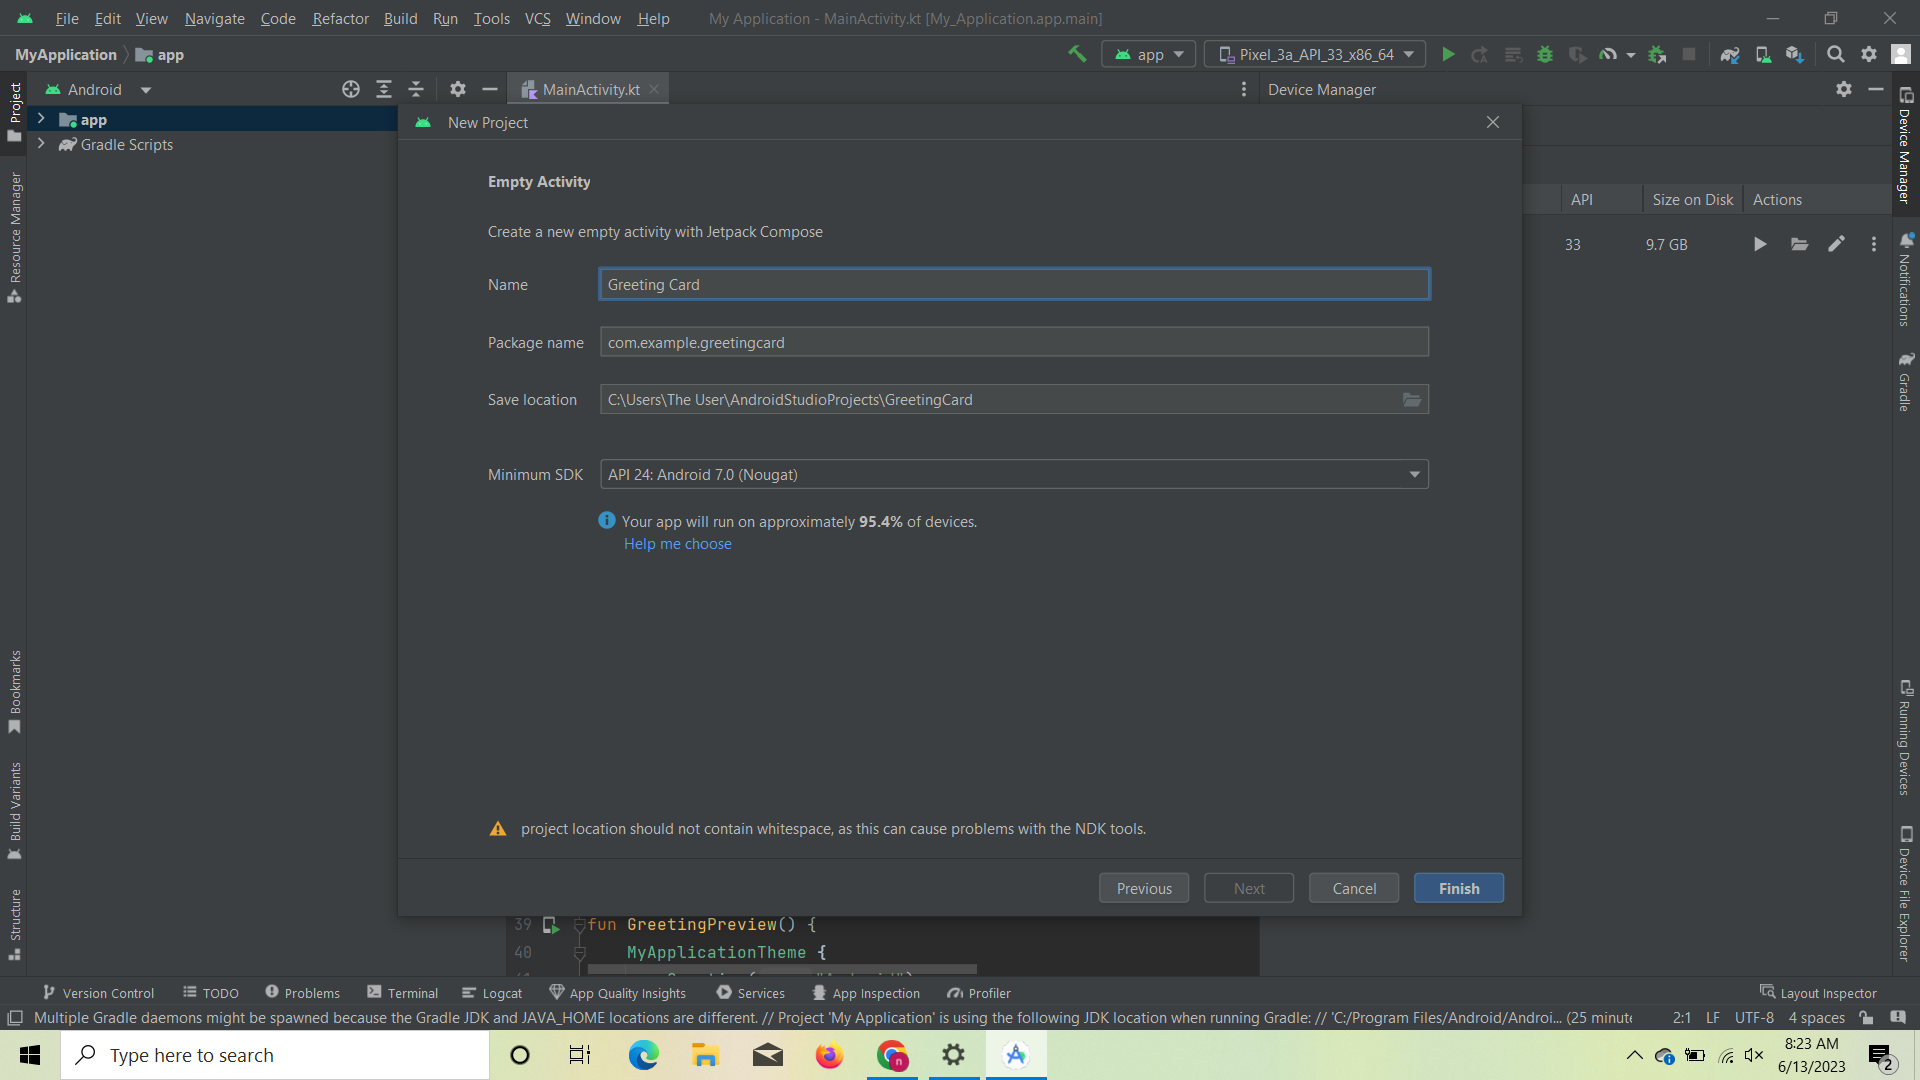 File Edit View Navigate Code Refactor Build Run Tools VCS Window Help My Application - MainActivity.kt [My_Application.app.main]
MyApplication app app Pixel_3a_API_33_x86_64
Android MainActivity.kt Device Manager
app
Gradle Scripts
Project
Resource Manager
Bookmarks
Build Variants
Structure
New Project
Empty Activity
Create a new empty activity with Jetpack Compose
Name Greeting Card
Package name com.example.greetingcard
Save location C:\Users\The User\AndroidStudioProjects\GreetingCard
Minimum SDK API 24: Android 7.0 (Nougat)
Your app will run on approximately 95.4% of devices.
Help me choose
project location should not contain whitespace, as this can cause problems with the NDK tools.
Previous Next Cancel Finish
API Size on Disk Actions
33 9.7 GB
Device Manager
Notifications
Gradle
Running Devices
Device File Explorer
39 fun GreetingPreview() {
40 MyApplicationTheme {
Version Control TODO Problems Terminal Logcat App Quality Insights Services App Inspection Profiler Layout Inspector
Multiple Gradle daemons might be spawned because the Gradle JDK and JAVA_HOME locations are different. // Project 'My Application' is using the following JDK location when running Gradle: // 'C:/Program Files/Android/Androi... (25 minute 2:1 LF UTF-8 4 spaces
Type here to search
n
8:23 AM
6/13/2023
2